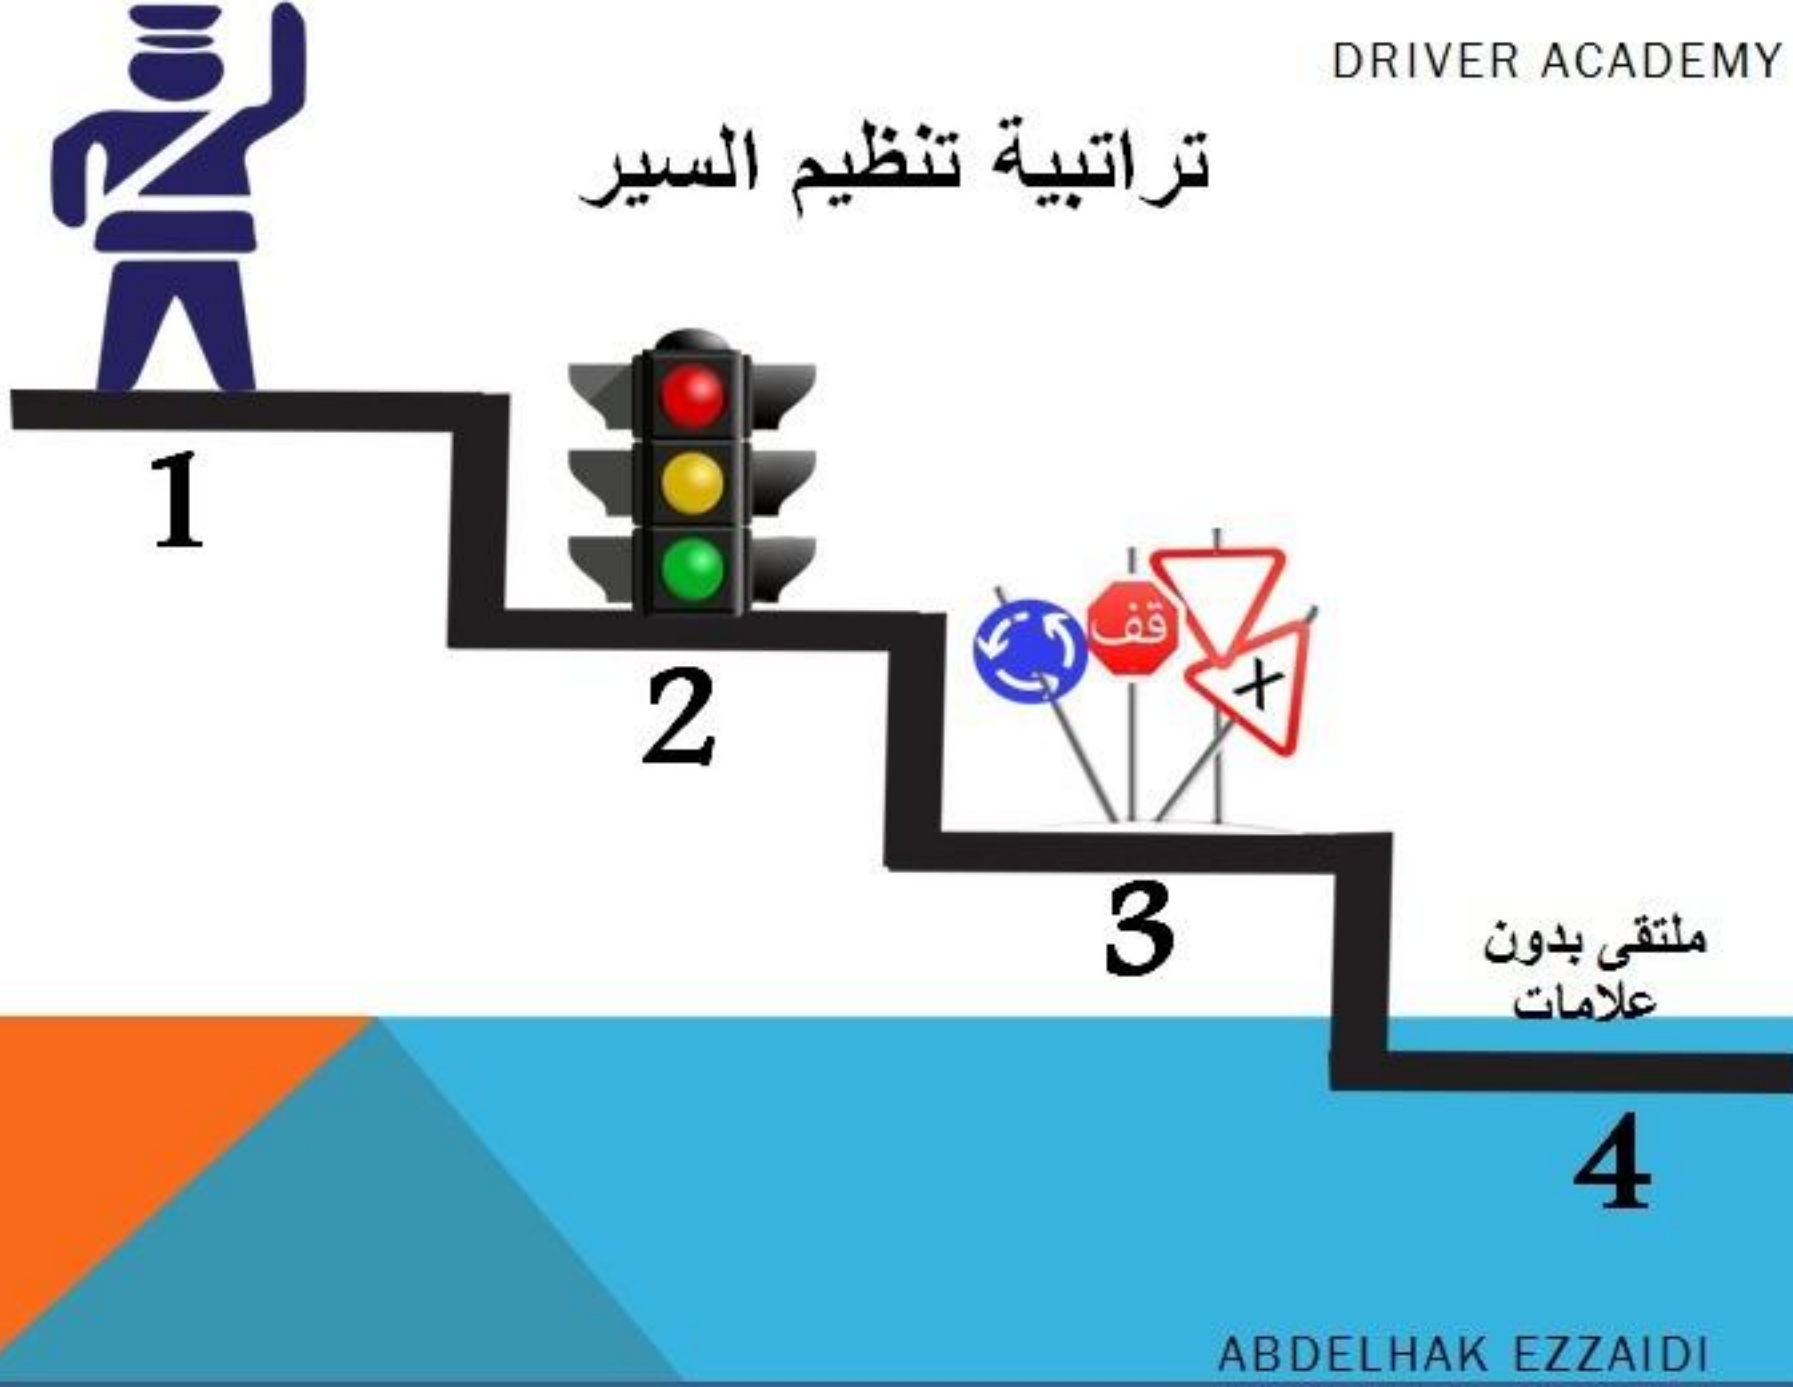 DRIVER ACADEMY
تراتبية تنظيم السير
1
2
قف
3
ملتقى بدون
علامات
4
ABDELHAK EZZAIDI